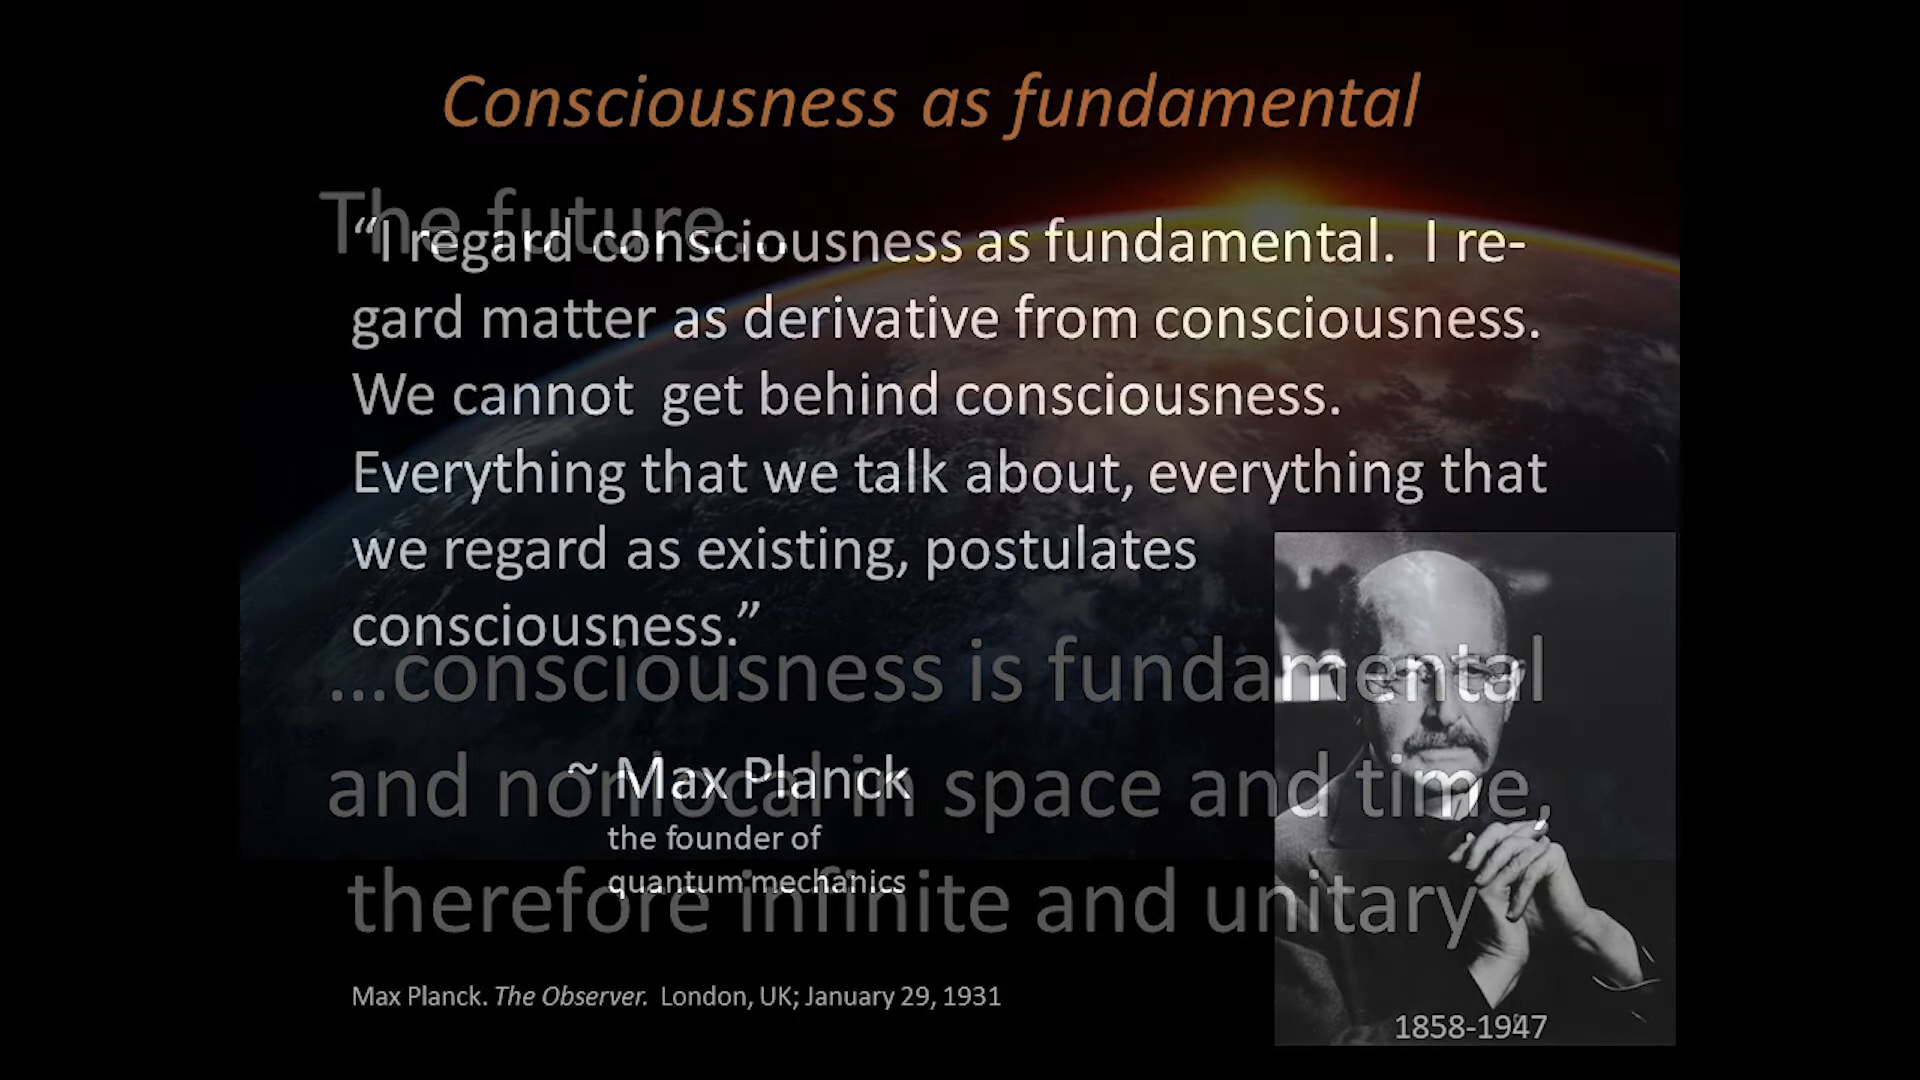 Consciousness as fundamental
The future...
“I regard consciousness as fundamental. I re-
gard matter as derivative from consciousness.
We cannot get behind consciousness.
Everything that we talk about, everything that
we regard as existing, postulates
consciousness.”
...consciousness is fundamental
and nonlocal in space and time,
therefore infinite and unitary
~ Max Planck
the founder of
quantum mechanics
Max Planck. The Observer. London, UK; January 29, 1931
1858-1947